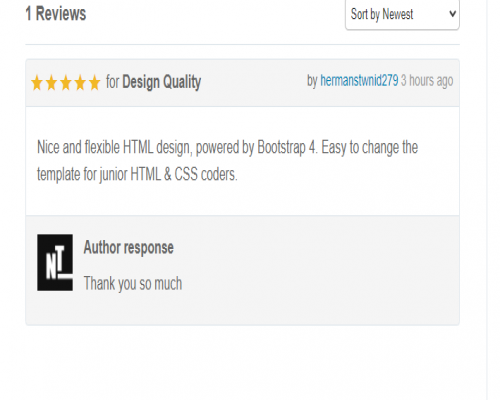 1 Reviews
Sort by Newest
for Design Quality
by hermanstwnid279 3 hours ago
Nice and flexible HTML design, powered by Bootstrap 4. Easy to change the
template for junior HTML & CSS coders.
NT
Author response
Thank you so much